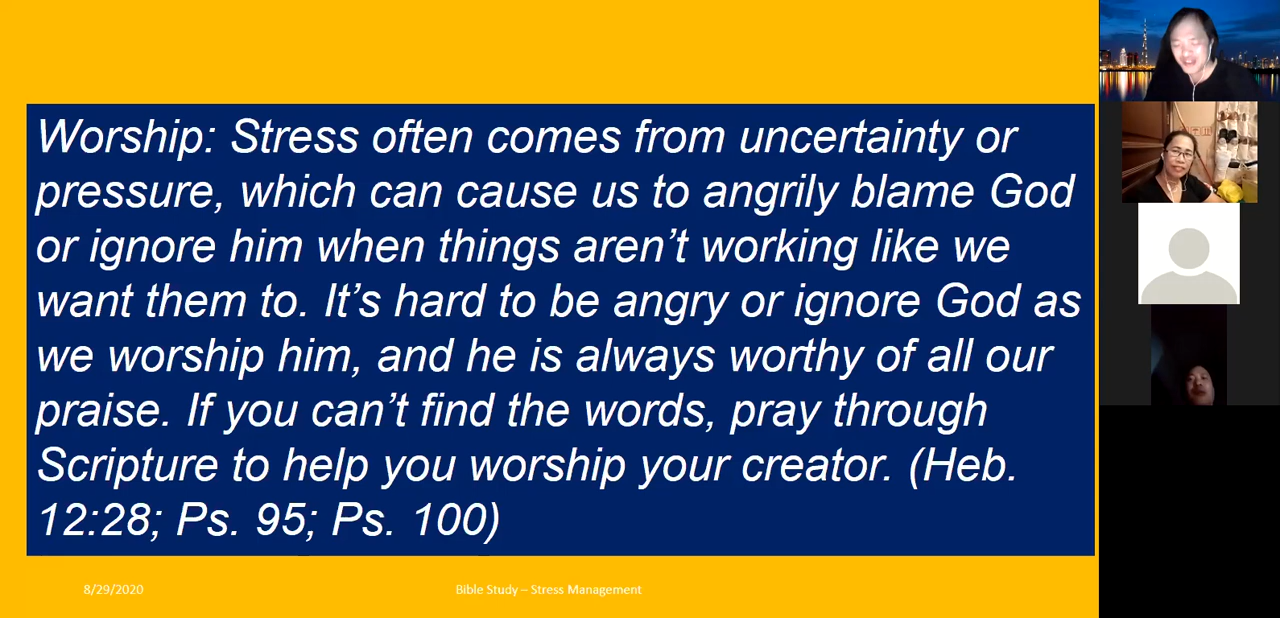 Worship: Stress often comes from uncertainty or
pressure, which can cause us to angrily blame God
or ignore him when things aren’t working like we
want them to. It’s hard to be angry or ignore God as
we worship him, and he is always worthy of all our
praise. If you can’t find the words, pray through
Scripture to help you worship your creator. (Heb.
12:28; Ps. 95; Ps. 100)
8/29/2020
Bible Study – Stress Management